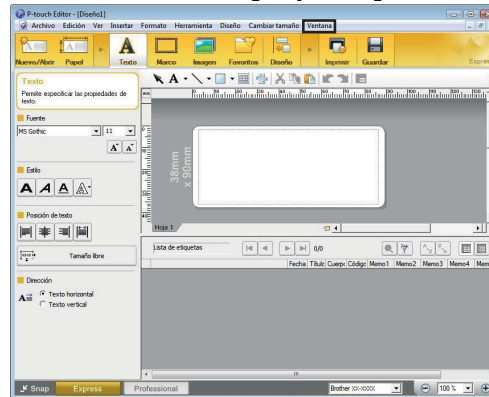 P-touch Editor - [Diseño1]
Archivo Edición Ver Insertar Formato Herramienta Diseño Cambiar tamaño Ventana
Nuevo/Abrir Papel Texto Marco Imagen Favoritos Diseño Imprimir Guardar
Texto
Permite especificar las propiedades de
texto.
Fuente
MS Gothic 11
Estilo
Posición de texto
Tamaño libre
Dirección
Texto horizontal
Texto vertical
38mm
x 90mm
Hoja 1
Lista de etiquetas 0/0
Fecha Título Cuerpo Código Memo1 Memo2 Memo3 Memo4
Snap Express Professional Brother XX-XXXX 100 %